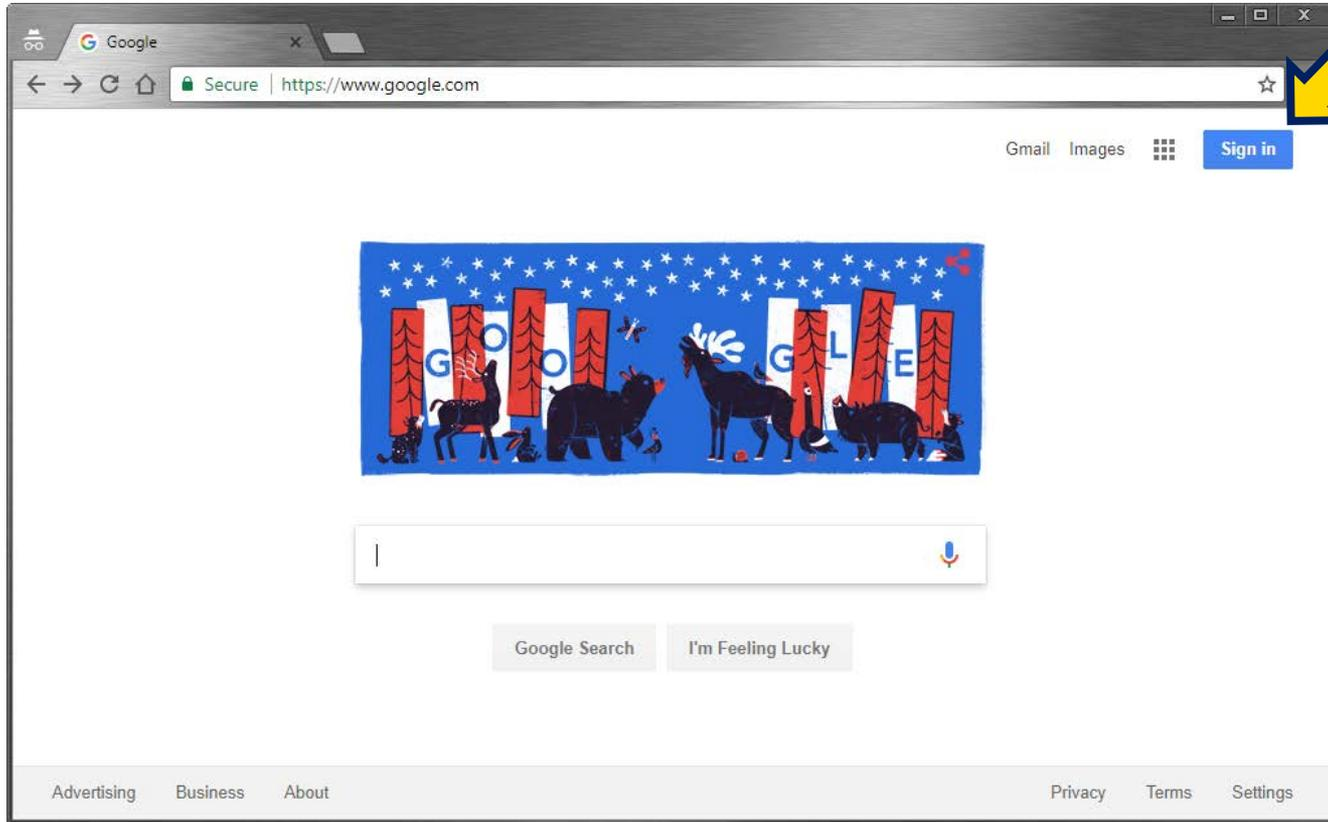 Google
Secure | https://www.google.com
Gmail Images Sign in
G O O G L E
Google Search I'm Feeling Lucky
Advertising Business About Privacy Terms Settings